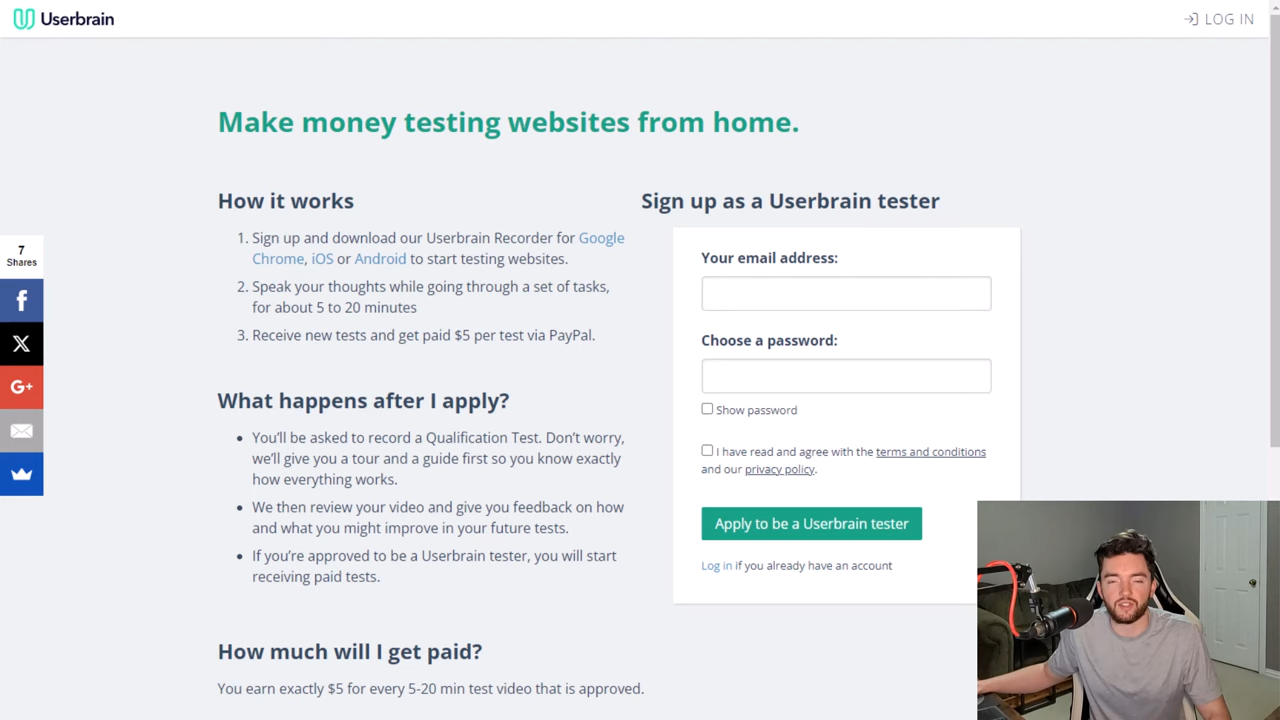 Userbrain
LOG IN
Make money testing websites from home.
How it works
1. Sign up and download our Userbrain Recorder for Google
Chrome, iOS or Android to start testing websites.
2. Speak your thoughts while going through a set of tasks,
for about 5 to 20 minutes
3. Receive new tests and get paid $5 per test via PayPal.
What happens after I apply?
• You'll be asked to record a Qualification Test. Don't worry,
we'll give you a tour and a guide first so you know exactly
how everything works.
• We then review your video and give you feedback on how
and what you might improve in your future tests.
• If you're approved to be a Userbrain tester, you will start
receiving paid tests.
How much will I get paid?
You earn exactly $5 for every 5-20 min test video that is approved.
Sign up as a Userbrain tester
Your email address:
Choose a password:
Show password
I have read and agree with the terms and conditions
and our privacy policy.
Apply to be a Userbrain tester
Log in if you already have an account
7
Shares
f
X
G+